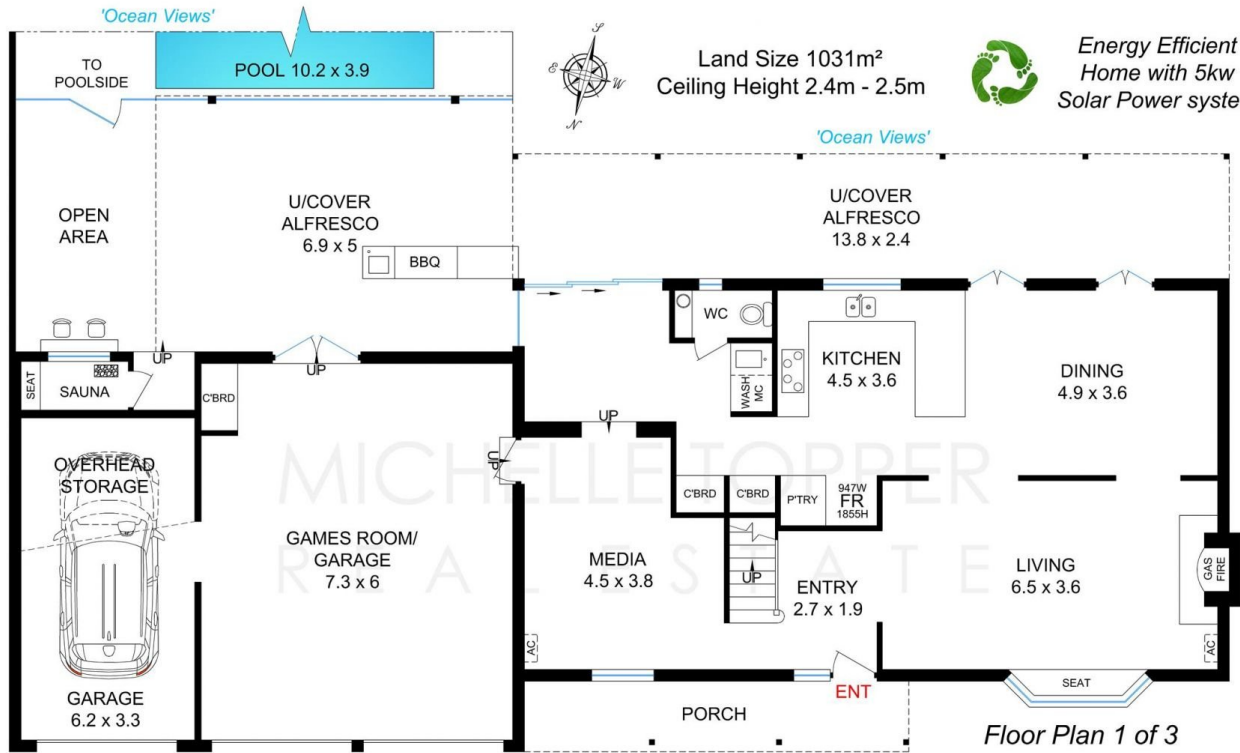 'Ocean Views'
TO
POOLSIDE
POOL 10.2 x 3.9
S
E
W
N
Land Size 1031m²
Ceiling Height 2.4m - 2.5m
Energy Efficient
Home with 5kw
Solar Power syste
'Ocean Views'
OPEN
AREA
U/COVER
ALFRESCO
6.9 x 5
BBQ
U/COVER
ALFRESCO
13.8 x 2.4
UP
SEAT
SAUNA
C'BRD
UP
UP
WC
WASH
MC
KITCHEN
4.5 x 3.6
DINING
4.9 x 3.6
UP
MICHELLE TOPPER
REAL ESTATE
OVERHEAD
STORAGE
GAMES ROOM/
GARAGE
7.3 x 6
C'BRD
C'BRD
P'TRY
947W
FR
1855H
MEDIA
4.5 x 3.8
UP
ENTRY
2.7 x 1.9
LIVING
6.5 x 3.6
GAS
FIRE
AC
AC
GARAGE
6.2 x 3.3
ENT
SEAT
PORCH
Floor Plan 1 of 3